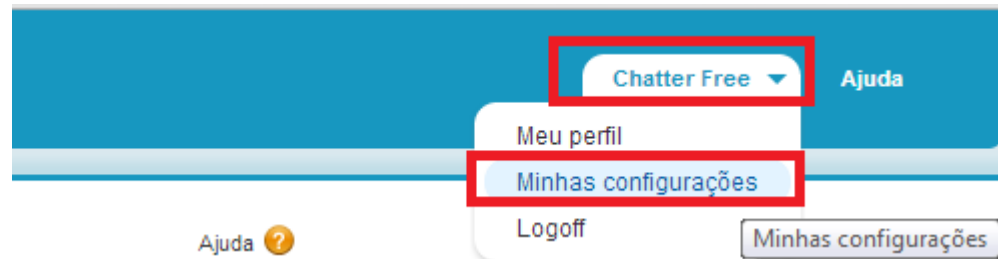 Chatter Free
Ajuda
Meu perfil
Minhas configurações
Logoff
Ajuda
Minhas configurações